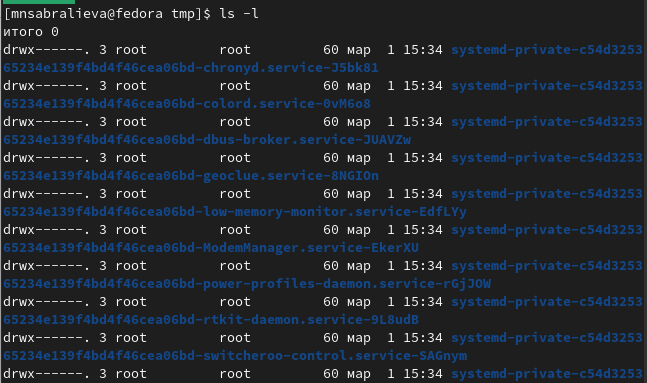 [mnsabralieva@fedora tmp]$ ls -l
итого 0
drwx------. 3 root         root         60 мар  1 15:34 systemd-private-c54d3253
65234e139f4bd4f46cea06bd-chronyd.service-J5bk81
drwx------. 3 root         root         60 мар  1 15:34 systemd-private-c54d3253
65234e139f4bd4f46cea06bd-colord.service-0vM6o8
drwx------. 3 root         root         60 мар  1 15:34 systemd-private-c54d3253
65234e139f4bd4f46cea06bd-dbus-broker.service-JUAVZw
drwx------. 3 root         root         60 мар  1 15:34 systemd-private-c54d3253
65234e139f4bd4f46cea06bd-geoclue.service-8NGIOn
drwx------. 3 root         root         60 мар  1 15:34 systemd-private-c54d3253
65234e139f4bd4f46cea06bd-low-memory-monitor.service-EdfLYy
drwx------. 3 root         root         60 мар  1 15:34 systemd-private-c54d3253
65234e139f4bd4f46cea06bd-ModemManager.service-EkerXU
drwx------. 3 root         root         60 мар  1 15:34 systemd-private-c54d3253
65234e139f4bd4f46cea06bd-power-profiles-daemon.service-rGjJOW
drwx------. 3 root         root         60 мар  1 15:34 systemd-private-c54d3253
65234e139f4bd4f46cea06bd-rtkit-daemon.service-9L8udB
drwx------. 3 root         root         60 мар  1 15:34 systemd-private-c54d3253
65234e139f4bd4f46cea06bd-switcheroo-control.service-SAGnym
drwx------. 3 root         root         60 мар  1 15:34 systemd-private-c54d3253